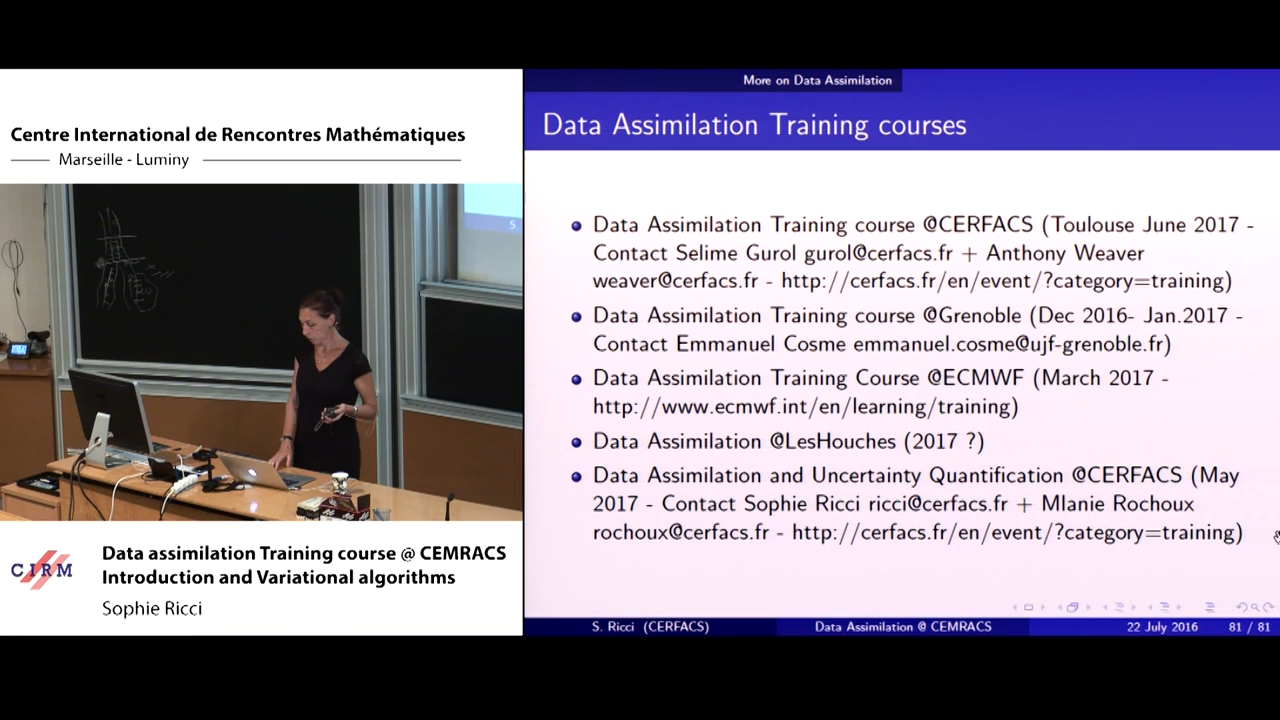 Centre International de Rencontres Mathématiques
Marseille - Luminy
CIRM
Data assimilation Training course @ CEMRACS
Introduction and Variational algorithms
Sophie Ricci
More on Data Assimilation
Data Assimilation Training courses
Data Assimilation Training course @CERFACS (Toulouse June 2017 -
Contact Selime Gurol gurol@cerfacs.fr + Anthony Weaver
weaver@cerfacs.fr - http://cerfacs.fr/en/event/?category=training)
Data Assimilation Training course @Grenoble (Dec 2016- Jan.2017 -
Contact Emmanuel Cosme emmanuel.cosme@ujf-grenoble.fr)
Data Assimilation Training Course @ECMWF (March 2017 -
http://www.ecmwf.int/en/learning/training)
Data Assimilation @LesHouches (2017 ?)
Data Assimilation and Uncertainty Quantification @CERFACS (May
2017 - Contact Sophie Ricci ricci@cerfacs.fr + Mlanie Rochoux
rochoux@cerfacs.fr - http://cerfacs.fr/en/event/?category=training)
S. Ricci (CERFACS)
Data Assimilation @ CEMRACS
22 July 2016
81 / 81